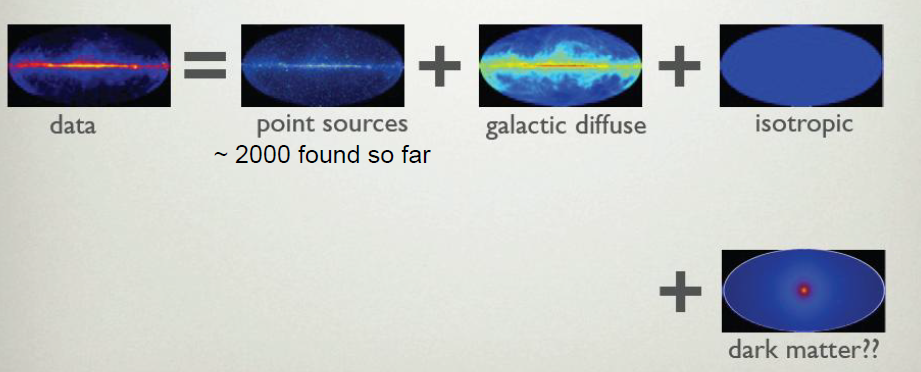 = + +
data point sources galactic diffuse isotropic
~ 2000 found so far
+
dark matter??